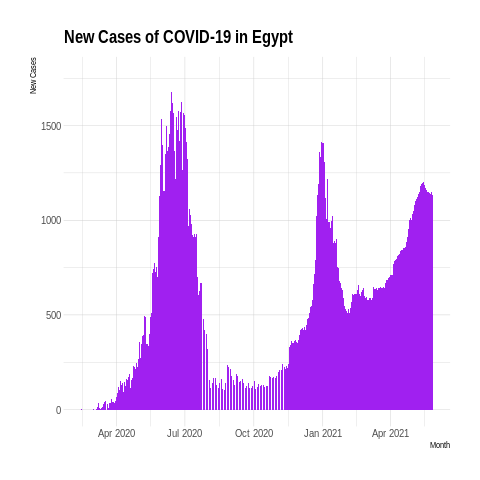 New Cases of COVID-19 in Egypt
New Cases
1500
1000
500
0
Apr 2020 Jul 2020 Oct 2020 Jan 2021 Apr 2021
Month